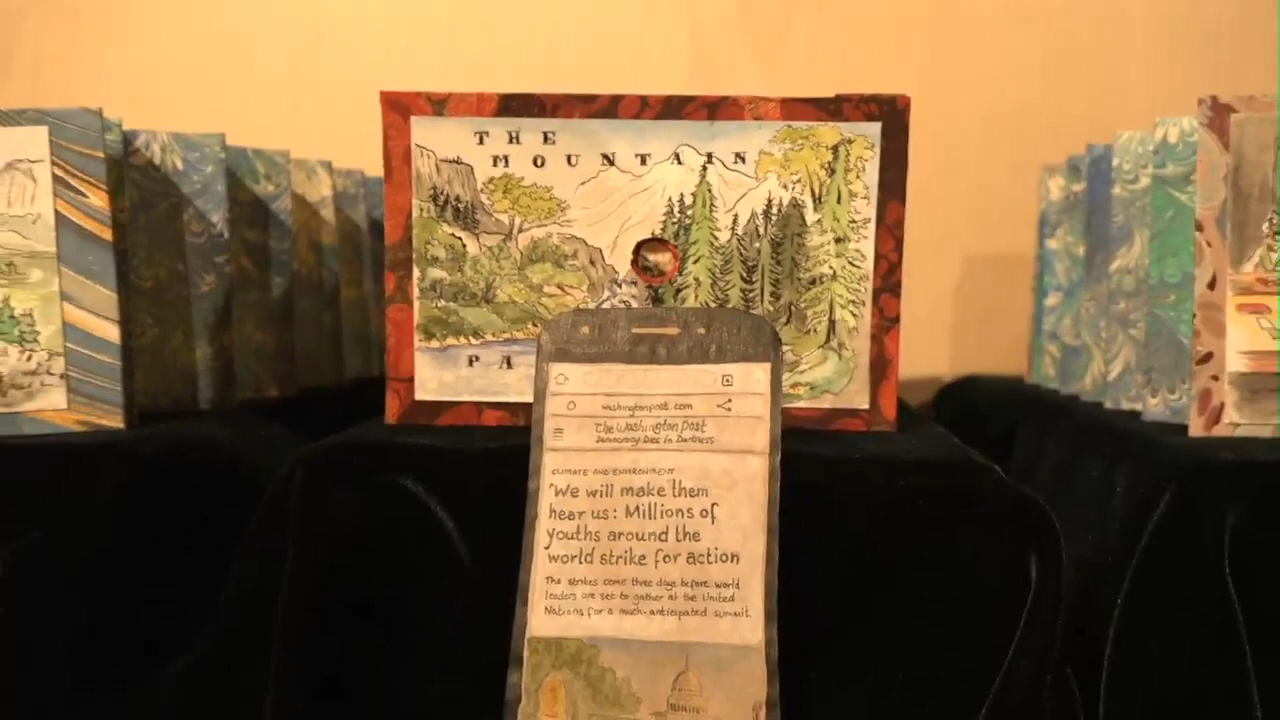 THE
MOUNTAIN
PA
washingtonpost.com
The Washington Post
Democracy Dies in Darkness
CLIMATE AND ENVIRONMENT
'We will make them
hear us: Millions of
youths around the
world strike for action
The strikes come three days before world
leaders are set to gather at the United
Nations for a much-anticipated summit.